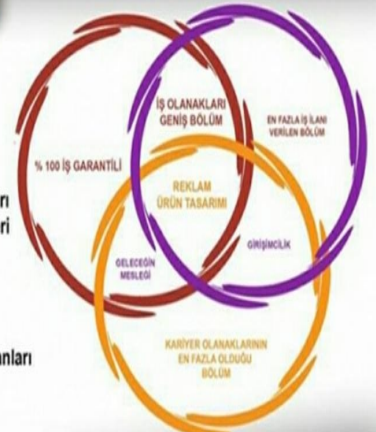 İŞ OLANAKLARI
GENİŞ BÖLÜM
EN FAZLA İŞ İLANI
VERİLEN BÖLÜM
% 100 İŞ GARANTİLİ
REKLAM
ÜRÜN TASARIMI
GİRİŞİMCİLİK
GELECEĞİN
MESLEĞİ
KARİYER OLANAKLARININ
EN FAZLA OLDUĞU
BÖLÜM